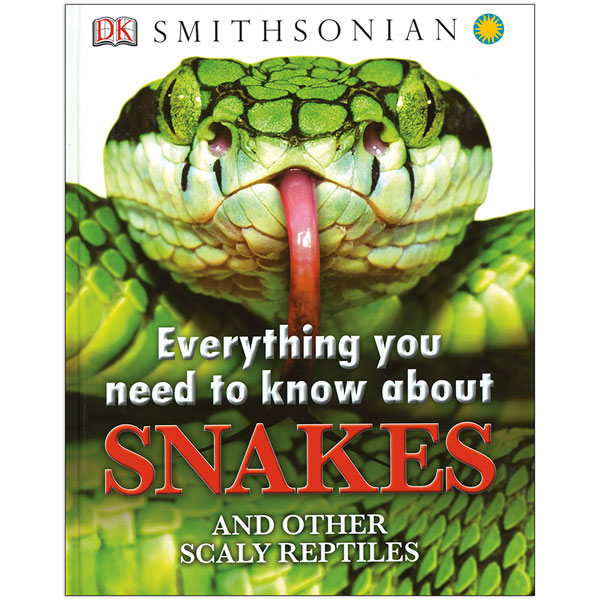 DK SMITHSONIAN
Everything you
need to know about
SNAKES
AND OTHER
SCALY REPTILES